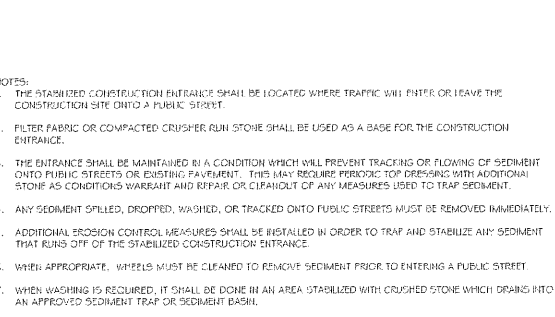 NOTES:
THE STABILIZED CONSTRUCTION ENTRANCE SHALL BE LOCATED WHERE TRAFFIC WILL ENTER OR LEAVE THE
CONSTRUCTION SITE ONTO A PUBLIC STREET.
FILTER FABRIC OR COMPACTED CRUSHER RUN STONE SHALL BE USED AS A BASE FOR THE CONSTRUCTION
ENTRANCE.
THE ENTRANCE SHALL BE MAINTAINED IN A CONDITION WHICH WILL PREVENT TRACKING OR FLOWING OF SEDIMENT
ONTO PUBLIC STREETS OR EXISTING PAVEMENT. THIS MAY REQUIRE PERIODIC TOP DRESSING WITH ADDITIONAL
STONE AS CONDITIONS WARRANT AND REPAIR OR CLEANOUT OF ANY MEASURES USED TO TRAP SEDIMENT.
ANY SEDIMENT SPILLED, DROPPED, WASHED, OR TRACKED ONTO PUBLIC STREETS MUST BE REMOVED IMMEDIATELY.
ADDITIONAL EROSION CONTROL MEASURES SHALL BE INSTALLED IN ORDER TO TRAP AND STABILIZE ANY SEDIMENT
THAT RUNS OFF OF THE STABILIZED CONSTRUCTION ENTRANCE.
WHEN APPROPRIATE, WHEELS MUST BE CLEANED TO REMOVE SEDIMENT PRIOR TO ENTERING A PUBLIC STREET.
WHEN WASHING IS REQUIRED, IT SHALL BE DONE IN AN AREA STABILIZED WITH CRUSHED STONE WHICH DRAINS INTO
AN APPROVED SEDIMENT TRAP OR SEDIMENT BASIN.